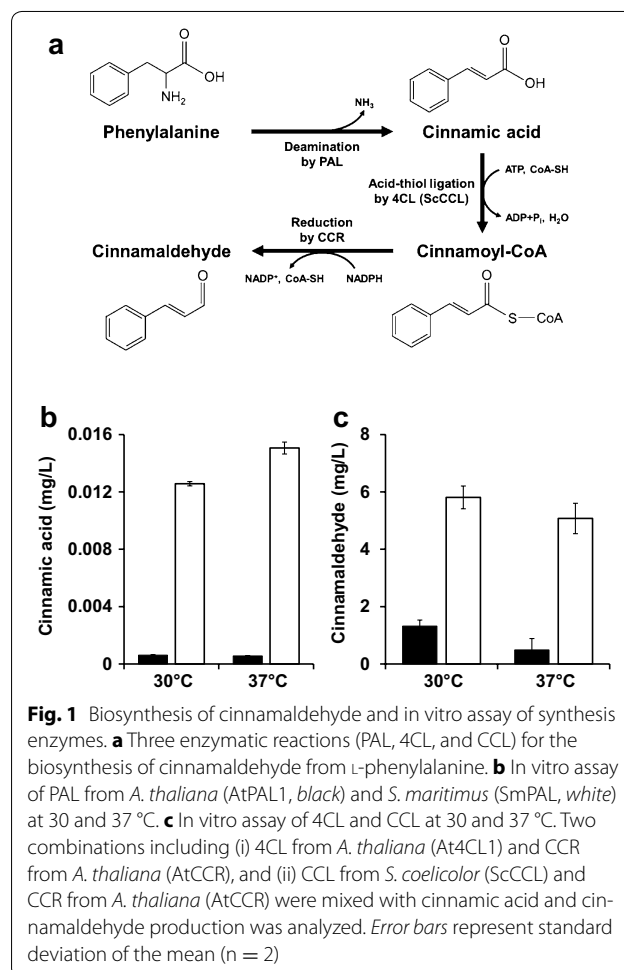 a
O
OH
NH₂
O
OH
Phenylalanine
NH₃
Cinnamic acid
Deamination
by PAL
Acid-thiol ligation
by 4CL (ScCCL)
ATP, CoA-SH
ADP+Pᵢ, H₂O
Reduction
by CCR
Cinnamaldehyde
Cinnamoyl-CoA
NADP⁺, CoA-SH
NADPH
O
O
S—CoA
b
0.016
0.012
0.008
0.004
0
Cinnamic acid (mg/L)
30°C
37°C
c
8
6
4
2
0
Cinnamaldehyde (mg/L)
30°C
37°C
Fig. 1 Biosynthesis of cinnamaldehyde and in vitro assay of synthesis
enzymes. a Three enzymatic reactions (PAL, 4CL, and CCL) for the
biosynthesis of cinnamaldehyde from L-phenylalanine. b In vitro assay
of PAL from A. thaliana (AtPAL1, black) and S. maritimus (SmPAL, white)
at 30 and 37 °C. c In vitro assay of 4CL and CCL at 30 and 37 °C. Two
combinations including (i) 4CL from A. thaliana (At4CL1) and CCR
from A. thaliana (AtCCR), and (ii) CCL from S. coelicolor (ScCCL) and
CCR from A. thaliana (AtCCR) were mixed with cinnamic acid and cin-
namaldehyde production was analyzed. Error bars represent standard
deviation of the mean (n = 2)